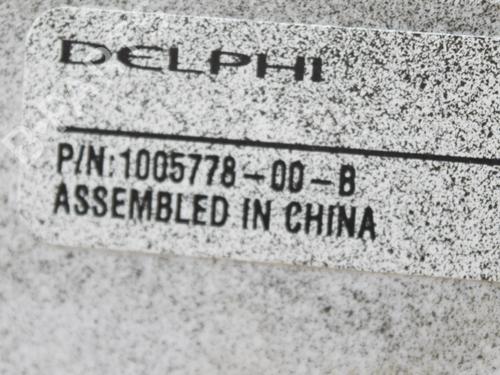 DELPHI
P/N:1005778-00-B
ASSEMBLED IN CHINA